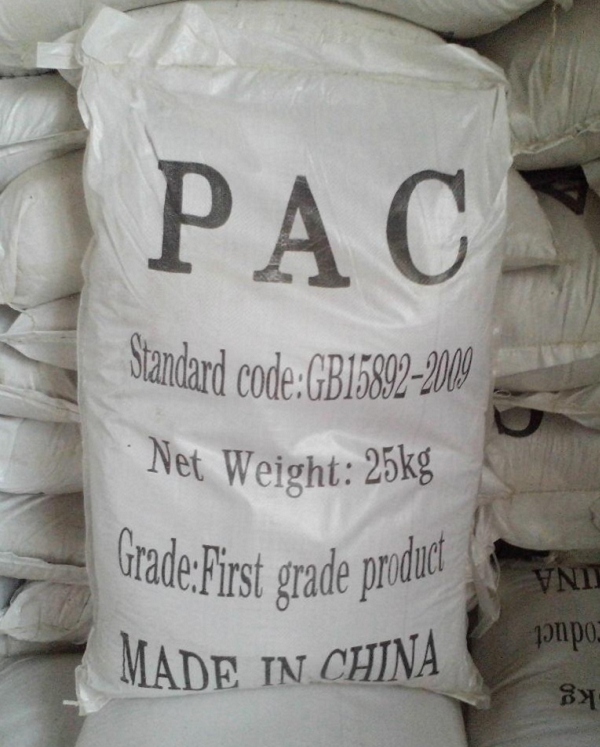 PAC
Standard code:GB15892-2009
Net Weight: 25kg
Grade:First grade product
MADE IN CHINA